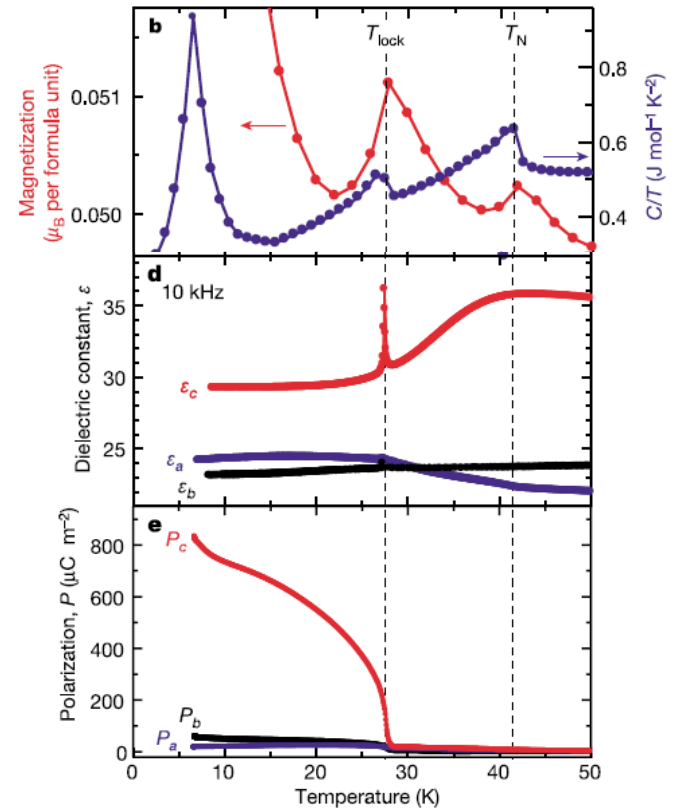 b
T_lock
T_N
Magnetization
(μ_B per formula unit)
0.051
0.050
0.8
0.6
0.4
C/T (J mol⁻¹ K⁻²)
d
10 kHz
Dielectric constant, ε
35
30
25
ε_c
ε_a
ε_b
e
Polarization, P (μC m⁻²)
800
600
400
200
0
P_c
P_b
P_a
0 10 20 30 40 50
Temperature (K)